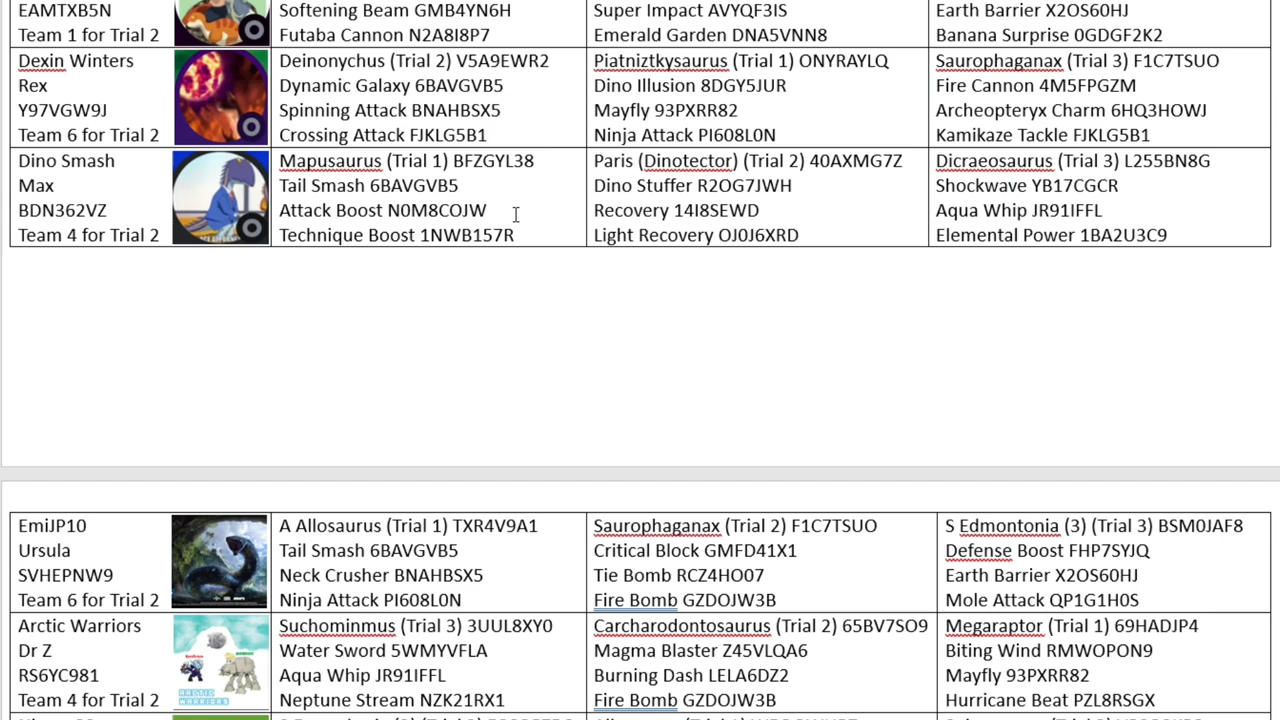 EAMTXB5N
Team 1 for Trial 2
Softening Beam GMB4YN6H
Futaba Cannon N2A8I8P7
Super Impact AVYQF3IS
Emerald Garden DNA5VNN8
Earth Barrier X2OS60HJ
Banana Surprise 0GDGF2K2
Dexin Winters
Rex
Y97VGW9J
Team 6 for Trial 2
Deinonychus (Trial 2) V5A9EWR2
Dynamic Galaxy 6BAVGVB5
Spinning Attack BNAHBSX5
Crossing Attack FJKLG5B1
Piatniztkysaurus (Trial 1) ONYRAYLQ
Dino Illusion 8DGY5JUR
Mayfly 93PXRR82
Ninja Attack PI608L0N
Saurophaganax (Trial 3) F1C7TSUO
Fire Cannon 4M5FPGZM
Archeopteryx Charm 6HQ3HOWJ
Kamikaze Tackle FJKLG5B1
Dino Smash
Max
BDN362VZ
Team 4 for Trial 2
Mapusaurus (Trial 1) BFZGYL38
Tail Smash 6BAVGVB5
Attack Boost N0M8COJW
Technique Boost 1NWB157R
Paris (Dinotector) (Trial 2) 40AXMG7Z
Dino Stuffer R2OG7JWH
Recovery 14I8SEWD
Light Recovery OJ0J6XRD
Dicraeosaurus (Trial 3) L255BN8G
Shockwave YB17CGCR
Aqua Whip JR91IFFL
Elemental Power 1BA2U3C9
EmiJP10
Ursula
SVHEPNW9
Team 6 for Trial 2
A Allosaurus (Trial 1) TXR4V9A1
Tail Smash 6BAVGVB5
Neck Crusher BNAHBSX5
Ninja Attack PI608L0N
Saurophaganax (Trial 2) F1C7TSUO
Critical Block GMFD41X1
Tie Bomb RCZ4HO07
Fire Bomb GZDOJW3B
S Edmontonia (3) (Trial 3) BSM0JAF8
Defense Boost FHP7SYJQ
Earth Barrier X2OS60HJ
Mole Attack QP1G1H0S
Arctic Warriors
Dr Z
RS6YC981
Team 4 for Trial 2
ARCTIC
WARRIORS
Suchominmus (Trial 3) 3UUL8XY0
Water Sword 5WMYVFLA
Aqua Whip JR91IFFL
Neptune Stream NZK21RX1
Carcharodontosaurus (Trial 2) 65BV7SO9
Magma Blaster Z45VLQA6
Burning Dash LELA6DZ2
Fire Bomb GZDOJW3B
Megaraptor (Trial 1) 69HADJP4
Biting Wind RMWOPON9
Mayfly 93PXRR82
Hurricane Beat PZL8RSGX